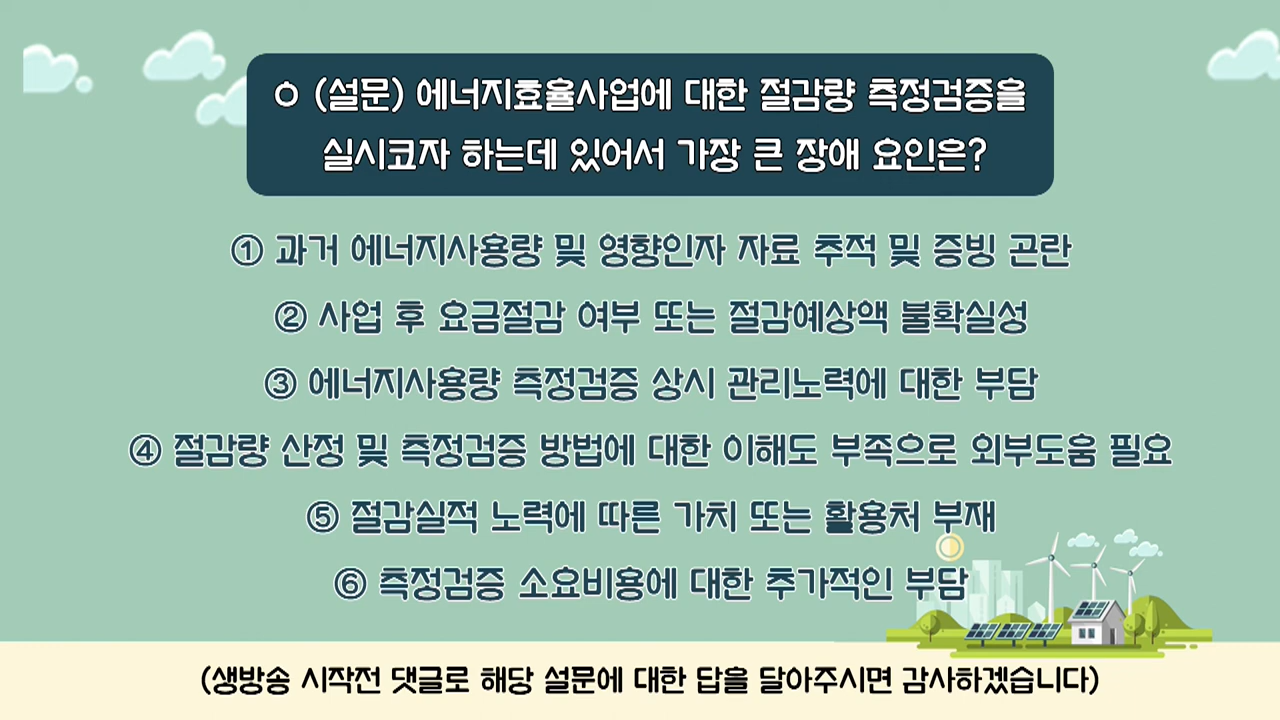 ㅇ (설문) 에너지효율사업에 대한 절감량 측정검증을
실시코자 하는데 있어서 가장 큰 장애 요인은?
① 과거 에너지사용량 및 영향인자 자료 추적 및 증빙 곤란
② 사업 후 요금절감 여부 또는 절감예상액 불확실성
③ 에너지사용량 측정검증 상시 관리노력에 대한 부담
④ 절감량 산정 및 측정검증 방법에 대한 이해도 부족으로 외부도움 필요
⑤ 절감실적 노력에 따른 가치 또는 활용처 부재
⑥ 측정검증 소요비용에 대한 추가적인 부담
(생방송 시작전 댓글로 해당 설문에 대한 답을 달아주시면 감사하겠습니다)